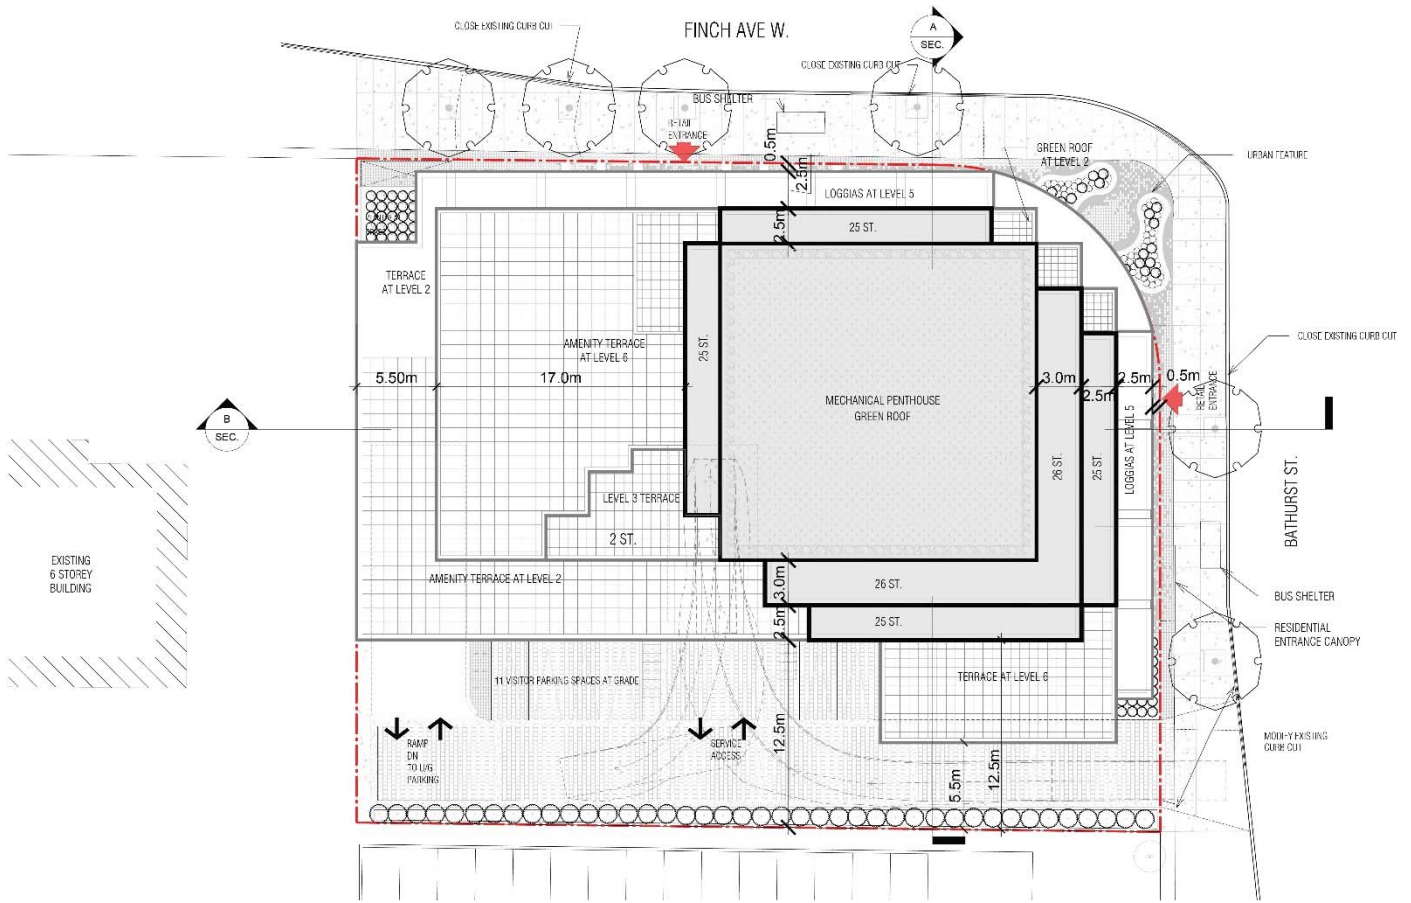 CLOSE EXISTING CURB CUT
FINCH AVE W.
A
SEC.
CLOSE EXISTING CURB CUT
BUS SHELTER
RETAIL
ENTRANCE
0.5m
2.5m
GREEN ROOF
AT LEVEL 2
URBAN FEATURE
LOGGIAS AT LEVEL 5
2.5m
25 ST.
TERRACE
AT LEVEL 2
AMENITY TERRACE
AT LEVEL 6
25 ST.
CLOSE EXISTING CURB CUT
5.50m
17.0m
3.0m
2.5m
2.5m
0.5m
RETAIL
ENTRANCE
MECHANICAL PENTHOUSE
GREEN ROOF
B
SEC.
LOGGIAS AT LEVEL 5
26 ST.
25 ST.
LEVEL 3 TERRACE
2 ST.
BATHURST ST.
EXISTING
6 STOREY
BUILDING
AMENITY TERRACE AT LEVEL 2
3.0m
26 ST.
2.5m
25 ST.
BUS SHELTER
RESIDENTIAL
ENTRANCE CANOPY
11 VISITOR PARKING SPACES AT GRADE
TERRACE AT LEVEL 6
RAMP
DN
TO U/G
PARKING
SERVICE
ACCESS
12.5m
5.5m
12.5m
MODIFY EXISTING
CURB CUT